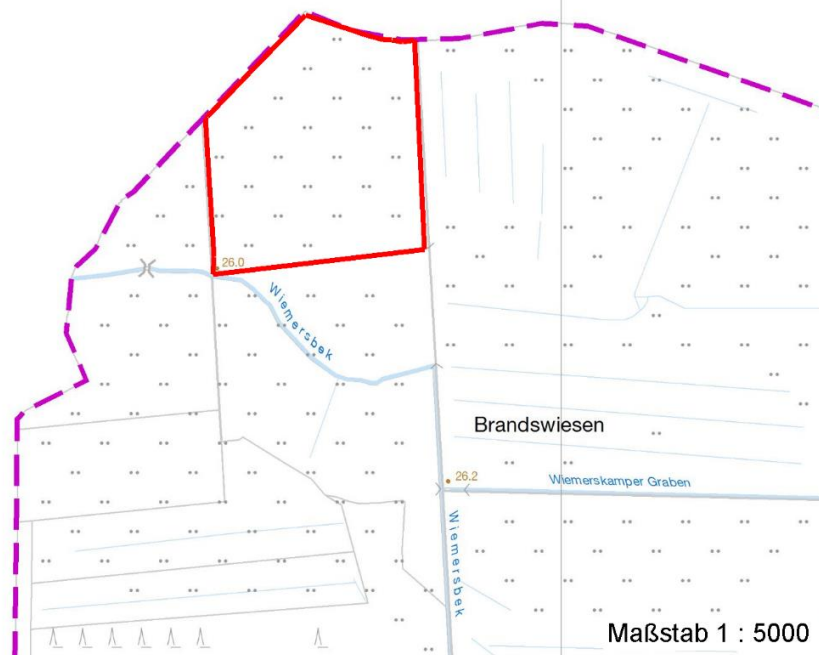 26.0
Wiemersbek
Brandswiesen
26.2
Wiemerskamper Graben
Wiemersbek
Maßstab 1 : 5000